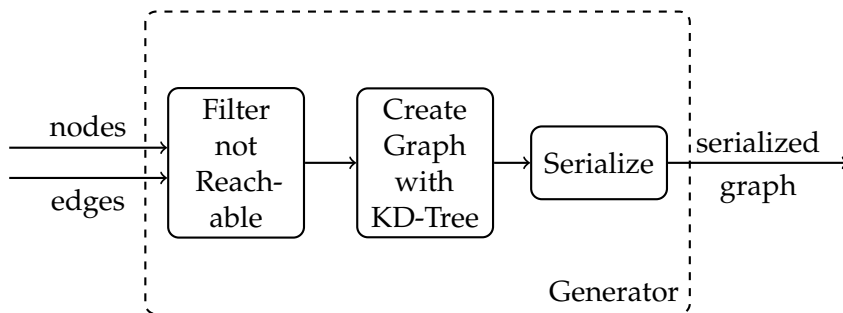 nodes
edges
Filter
not
Reach-
able
Create
Graph
with
KD-Tree
Serialize
serialized
graph
Generator